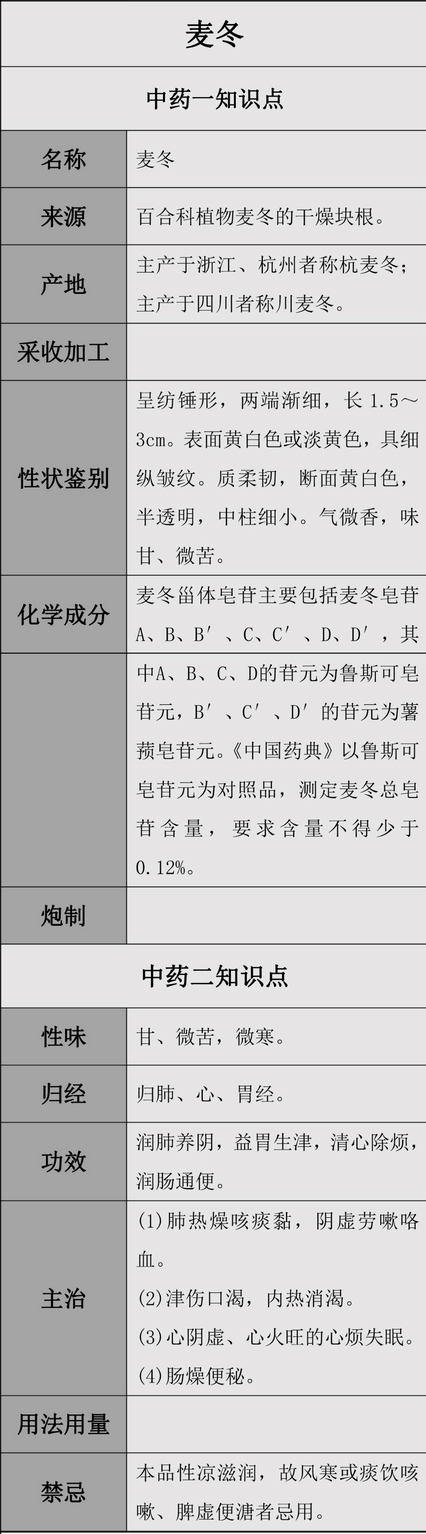 麦冬
中药一知识点
名称
麦冬
来源
百合科植物麦冬的干燥块根。
产地
主产于浙江、杭州者称杭麦冬；
主产于四川者称川麦冬。
采收加工
性状鉴别
呈纺锤形，两端渐细，长 1.5～
3cm。表面黄白色或淡黄色，具细
纵皱纹。质柔韧，断面黄白色，
半透明，中柱细小。气微香，味
甘、微苦。
化学成分
麦冬甾体皂苷主要包括麦冬皂苷
A、B、B′、C、C′、D、D′，其
中A、B、C、D的苷元为鲁斯可皂
苷元，B′、C′、D′的苷元为薯
蓣皂苷元。《中国药典》以鲁斯可
皂苷元为对照品，测定麦冬总皂
苷含量，要求含量不得少于
0.12%。
炮制
中药二知识点
性味
甘、微苦，微寒。
归经
归肺、心、胃经。
功效
润肺养阴，益胃生津，清心除烦，
润肠通便。
主治
(1)肺热燥咳痰黏，阴虚劳嗽咯
血。
(2)津伤口渴，内热消渴。
(3)心阴虚、心火旺的心烦失眠。
(4)肠燥便秘。
用法用量
禁忌
本品性凉滋润，故风寒或痰饮咳
嗽、脾虚便溏者忌用。